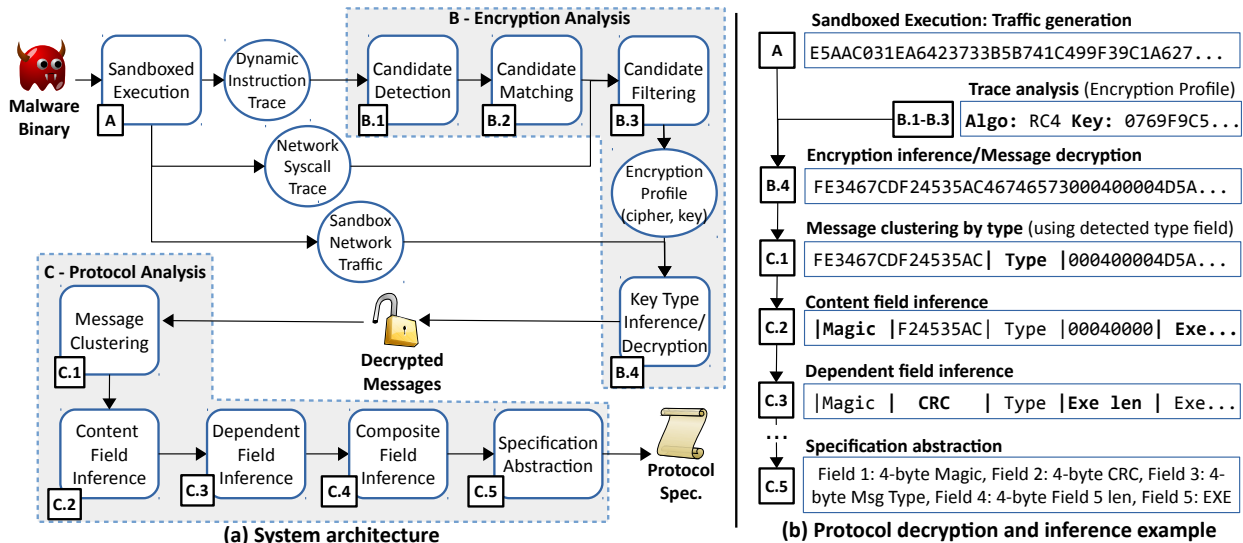 B - Encryption Analysis
Malware
Binary
Sandboxed
Execution
A
Dynamic
Instruction
Trace
Candidate
Detection
B.1
Candidate
Matching
B.2
Candidate
Filtering
B.3
Network
Syscall
Trace
Encryption
Profile
(cipher, key)
Sandbox
Network
Traffic
Key Type
Inference/
Decryption
B.4
Decrypted
Messages
C - Protocol Analysis
Message
Clustering
C.1
Content
Field
Inference
C.2
Dependent
Field
Inference
C.3
Composite
Field
Inference
C.4
Specification
Abstraction
C.5
Protocol
Spec.
(a) System architecture
Sandboxed Execution: Traffic generation
A
E5AAC031EA6423733B5B741C499F39C1A627...
Trace analysis (Encryption Profile)
B.1-B.3
Algo: RC4 Key: 0769F9C5...
Encryption inference/Message decryption
B.4
FE3467CDF24535AC46746573000400004D5A...
Message clustering by type (using detected type field)
C.1
FE3467CDF24535AC| Type |000400004D5A...
Content field inference
C.2
|Magic |F24535AC| Type |00040000| Exe...
Dependent field inference
C.3
|Magic | CRC | Type |Exe len | Exe...
...
Specification abstraction
C.5
Field 1: 4-byte Magic, Field 2: 4-byte CRC, Field 3: 4-
byte Msg Type, Field 4: 4-byte Field 5 len, Field 5: EXE
(b) Protocol decryption and inference example